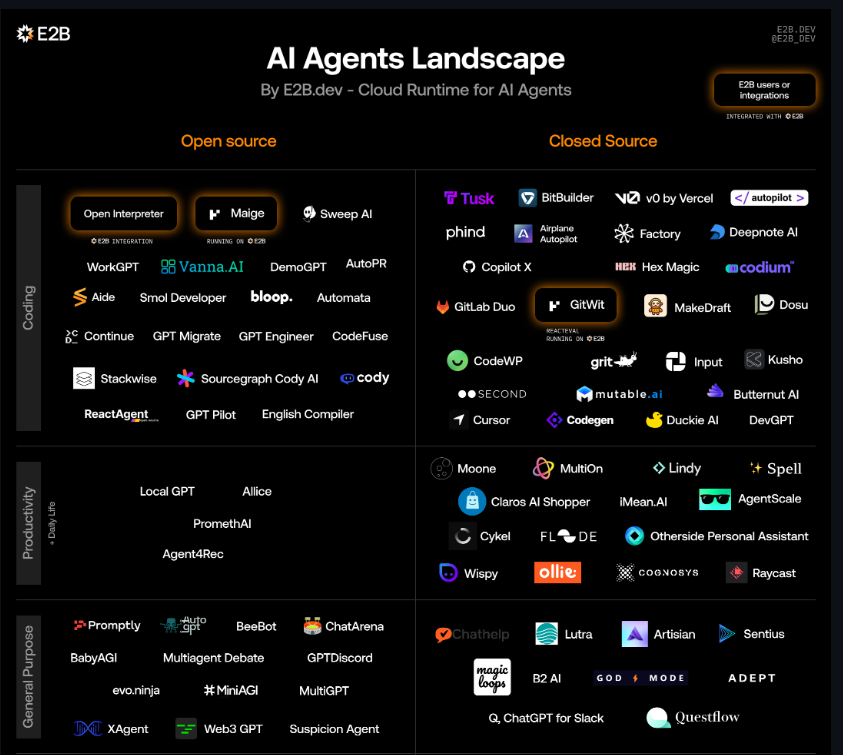 E2B
E2B.DEV
@E2B_DEV
AI Agents Landscape
By E2B.dev - Cloud Runtime for AI Agents
E2B users or
integrations
INTEGRATED WITH E2B
Open source
Closed Source
Coding
Open Interpreter
Maige
Sweep AI
E2B INTEGRATION
RUNNING ON E2B
WorkGPT
Vanna.AI
DemoGPT
AutoPR
Aide
Smol Developer
bloop.
Automata
Continue
GPT Migrate
GPT Engineer
CodeFuse
Stackwise
Sourcegraph Cody AI
cody
ReactAgent
GPT Pilot
English Compiler
Tusk
BitBuilder
v0 by Vercel
</ autopilot >
phind
Airplane
Autopilot
Factory
Deepnote AI
Copilot X
HEX
Hex Magic
codium
GitLab Duo
GitWit
REACTEVAL
RUNNING ON E2B
MakeDraft
Dosu
CodeWP
grit
Input
Kusho
SECOND
mutable.ai
Butternut AI
Cursor
Codegen
Duckie AI
DevGPT
Productivity
+ Daily Life
Local GPT
Allice
PromethAI
Agent4Rec
Moone
MultiOn
Lindy
Spell
Claros AI Shopper
iMean.AI
AgentScale
Cykel
FLODE
Otherside Personal Assistant
Wispy
ollie:
COGNOSYS
Raycast
General Purpose
Promptly
Auto
gpt
BeeBot
ChatArena
BabyAGI
Multiagent Debate
GPTDiscord
evo.ninja
#MiniAGI
MultiGPT
XAgent
Web3 GPT
Suspicion Agent
Chathelp
Lutra
Artisian
Sentius
magic
loops
B2 AI
GOD MODE
ADEPT
Q, ChatGPT for Slack
Questflow